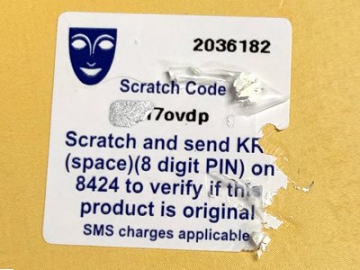 2036182
Scratch Code
17ovdp
Scratch and send KR
(space)(8 digit PIN) on
8424 to verify if this
product is original
SMS charges applicable